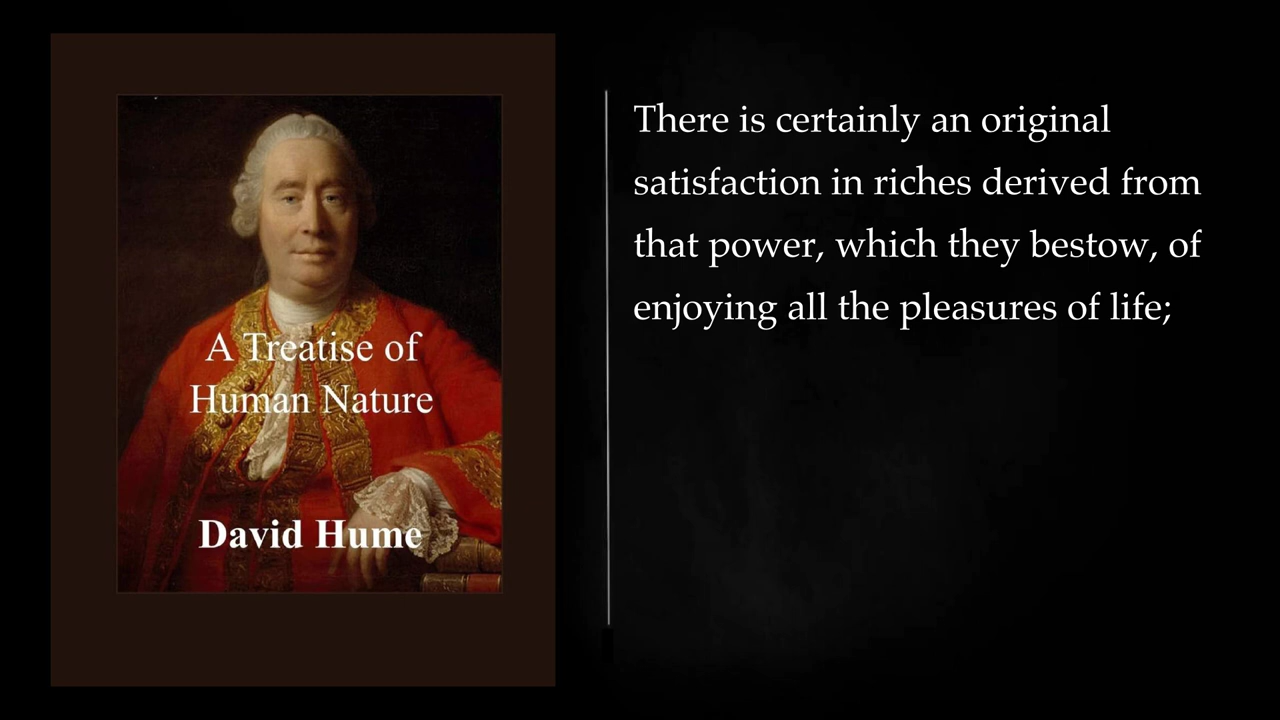 A Treatise of
Human Nature
David Hume
There is certainly an original
satisfaction in riches derived from
that power, which they bestow, of
enjoying all the pleasures of life;